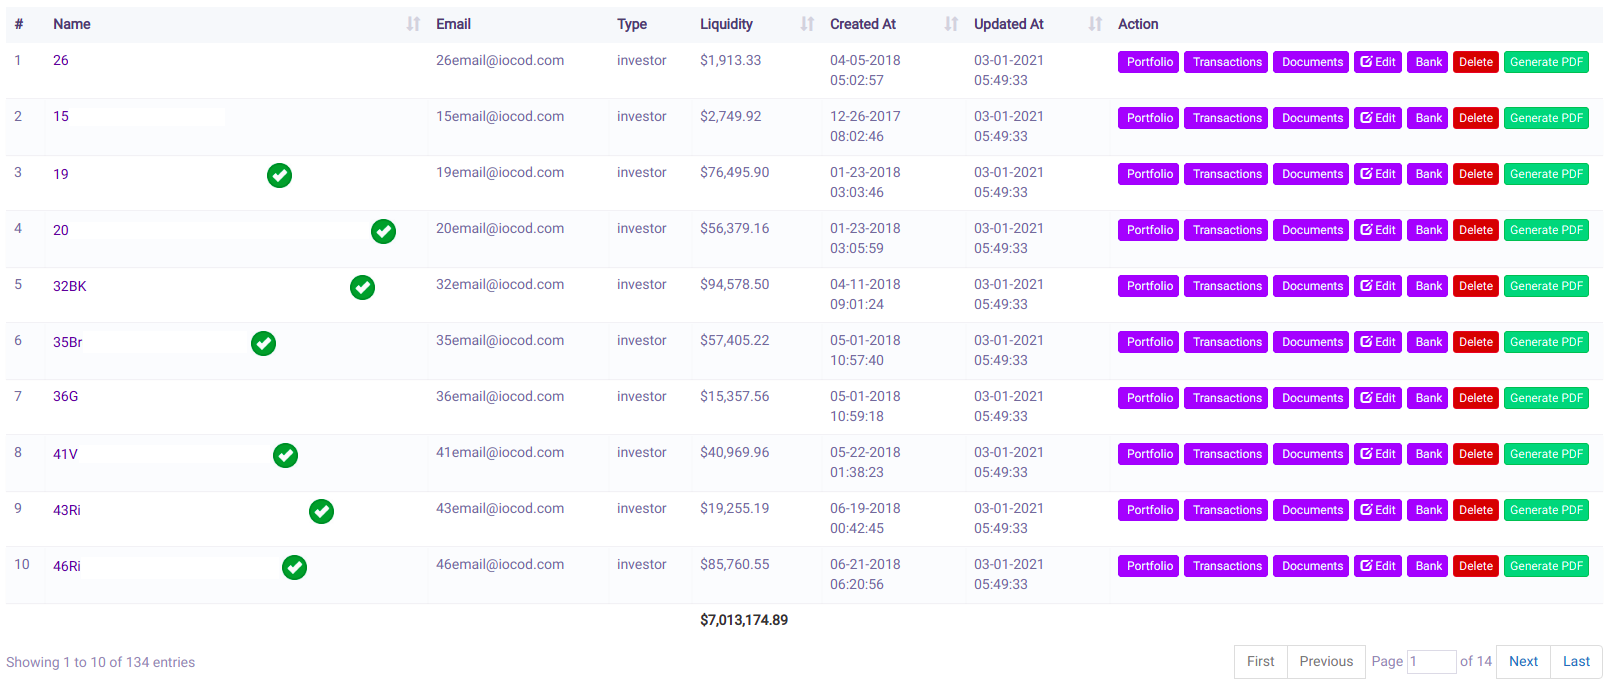 # Name Email Type Liquidity Created At Updated At Action
1 26 26email@iocod.com investor $1,913.33 04-05-2018 03-01-2021 Portfolio Transactions Documents Edit Bank Delete Generate PDF
05:02:57 05:49:33
2 15 15email@iocod.com investor $2,749.92 12-26-2017 03-01-2021 Portfolio Transactions Documents Edit Bank Delete Generate PDF
08:02:46 05:49:33
3 19 19email@iocod.com investor $76,495.90 01-23-2018 03-01-2021 Portfolio Transactions Documents Edit Bank Delete Generate PDF
03:03:46 05:49:33
4 20 20email@iocod.com investor $56,379.16 01-23-2018 03-01-2021 Portfolio Transactions Documents Edit Bank Delete Generate PDF
03:05:59 05:49:33
5 32BK 32email@iocod.com investor $94,578.50 04-11-2018 03-01-2021 Portfolio Transactions Documents Edit Bank Delete Generate PDF
09:01:24 05:49:33
6 35Br 35email@iocod.com investor $57,405.22 05-01-2018 03-01-2021 Portfolio Transactions Documents Edit Bank Delete Generate PDF
10:57:40 05:49:33
7 36G 36email@iocod.com investor $15,357.56 05-01-2018 03-01-2021 Portfolio Transactions Documents Edit Bank Delete Generate PDF
10:59:18 05:49:33
8 41V 41email@iocod.com investor $40,969.96 05-22-2018 03-01-2021 Portfolio Transactions Documents Edit Bank Delete Generate PDF
01:38:23 05:49:33
9 43Ri 43email@iocod.com investor $19,255.19 06-19-2018 03-01-2021 Portfolio Transactions Documents Edit Bank Delete Generate PDF
00:42:45 05:49:33
10 46Ri 46email@iocod.com investor $85,760.55 06-21-2018 03-01-2021 Portfolio Transactions Documents Edit Bank Delete Generate PDF
06:20:56 05:49:33
$7,013,174.89
Showing 1 to 10 of 134 entries First Previous Page 1 of 14 Next Last